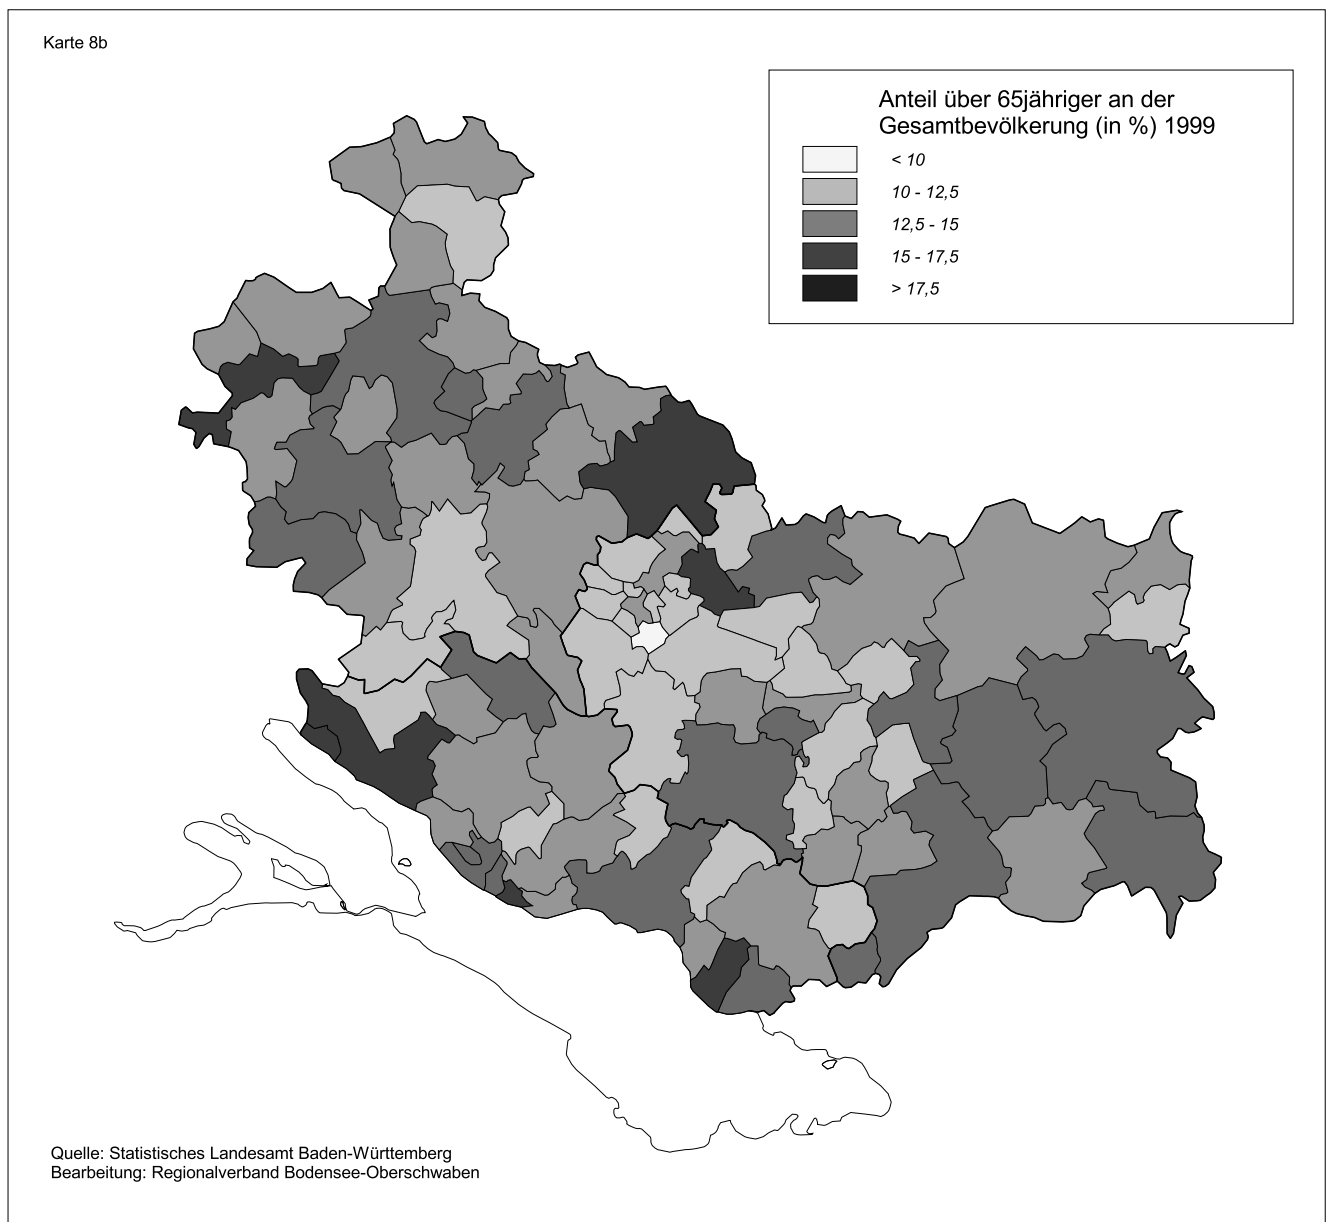 Karte 8b
Anteil über 65jähriger an der
Gesamtbevölkerung (in %) 1999
< 10
10 - 12,5
12,5 - 15
15 - 17,5
> 17,5
Quelle: Statistisches Landesamt Baden-Württemberg
Bearbeitung: Regionalverband Bodensee-Oberschwaben